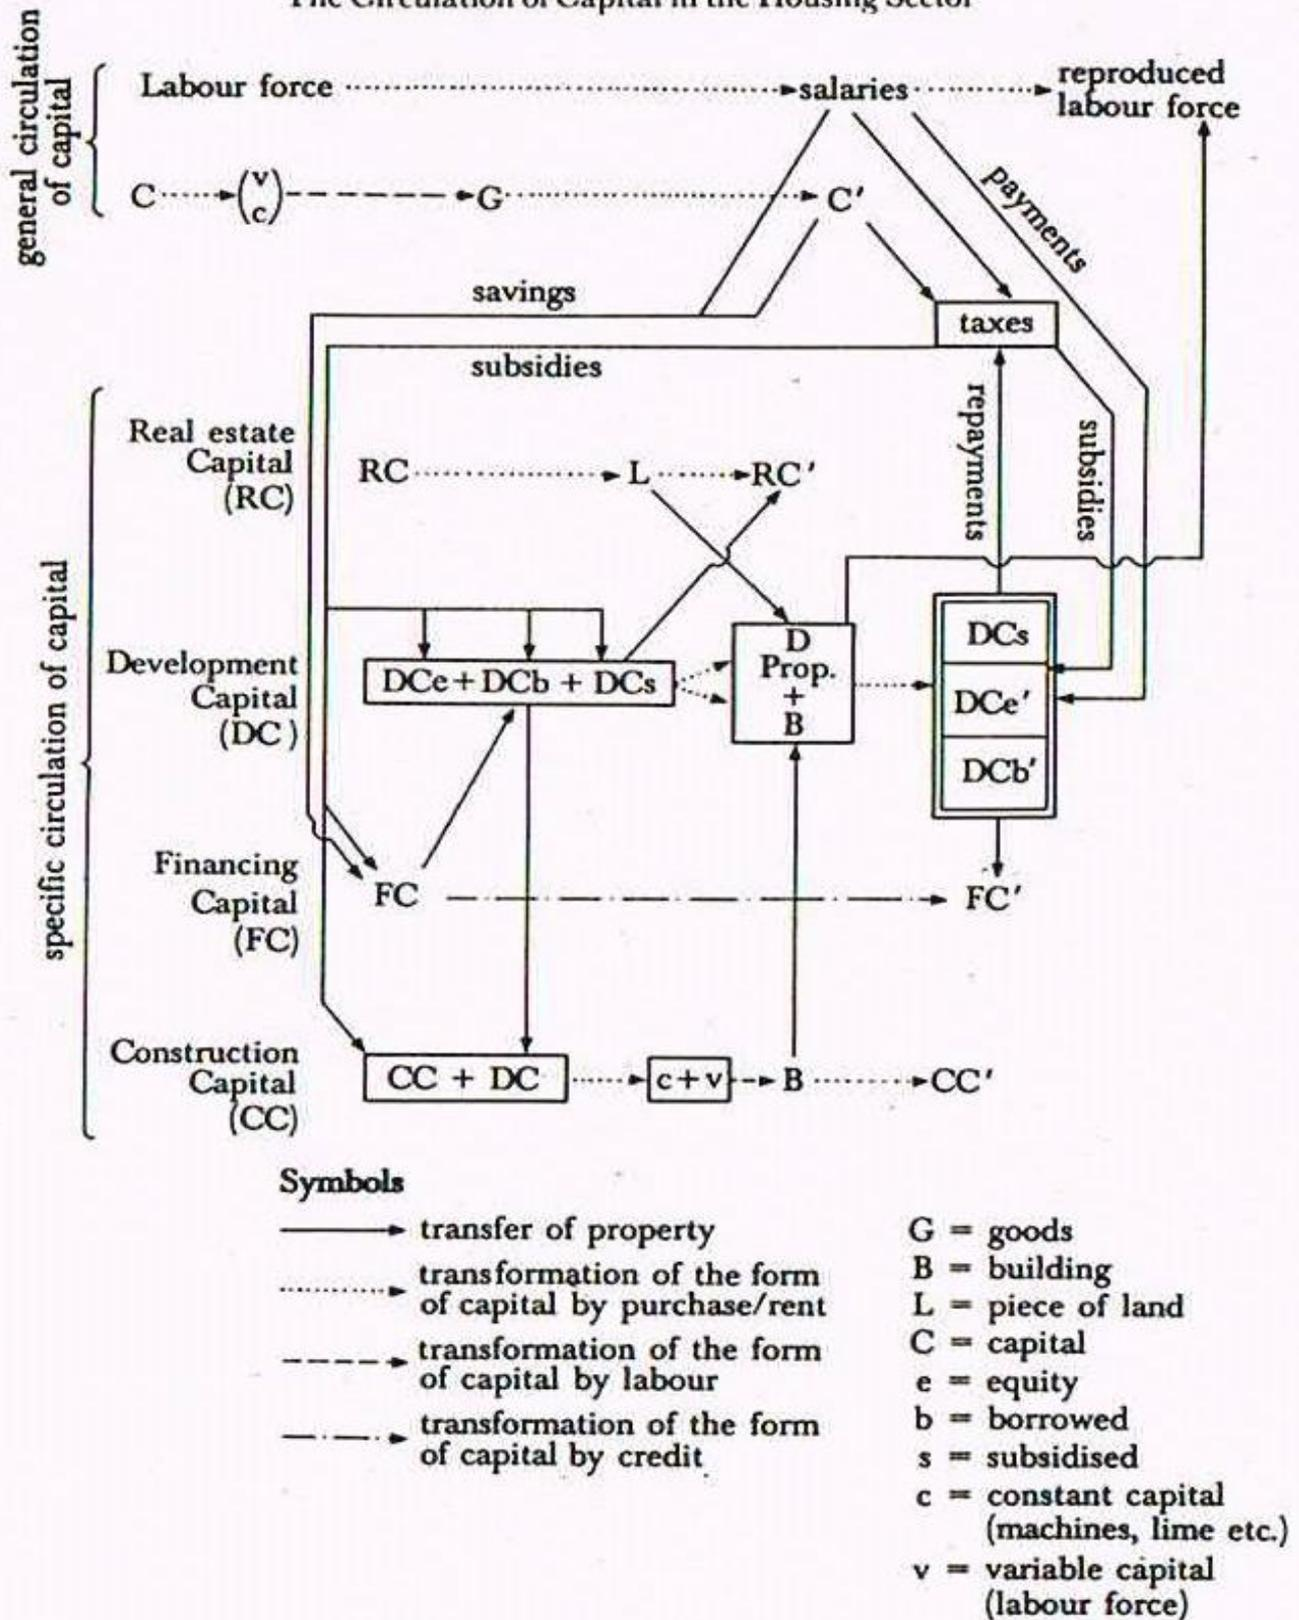 The Circulation of Capital in the Housing Sector
general circulation
of capital
Labour force
salaries
reproduced
labour force
C
(v
c)
G
C′
payments
savings
taxes
subsidies
repayments
subsidies
specific circulation of capital
Real estate
Capital
(RC)
RC
L
RC′
Development
Capital
(DC)
DCe + DCb + DCs
D
Prop.
+
B
DCs
DCe′
DCb′
Financing
Capital
(FC)
FC
FC′
Construction
Capital
(CC)
CC + DC
c+v
B
CC′
Symbols
transfer of property
transformation of the form
of capital by purchase/rent
transformation of the form
of capital by labour
transformation of the form
of capital by credit
G = goods
B = building
L = piece of land
C = capital
e = equity
b = borrowed
s = subsidised
c = constant capital
(machines, lime etc.)
v = variable capital
(labour force)